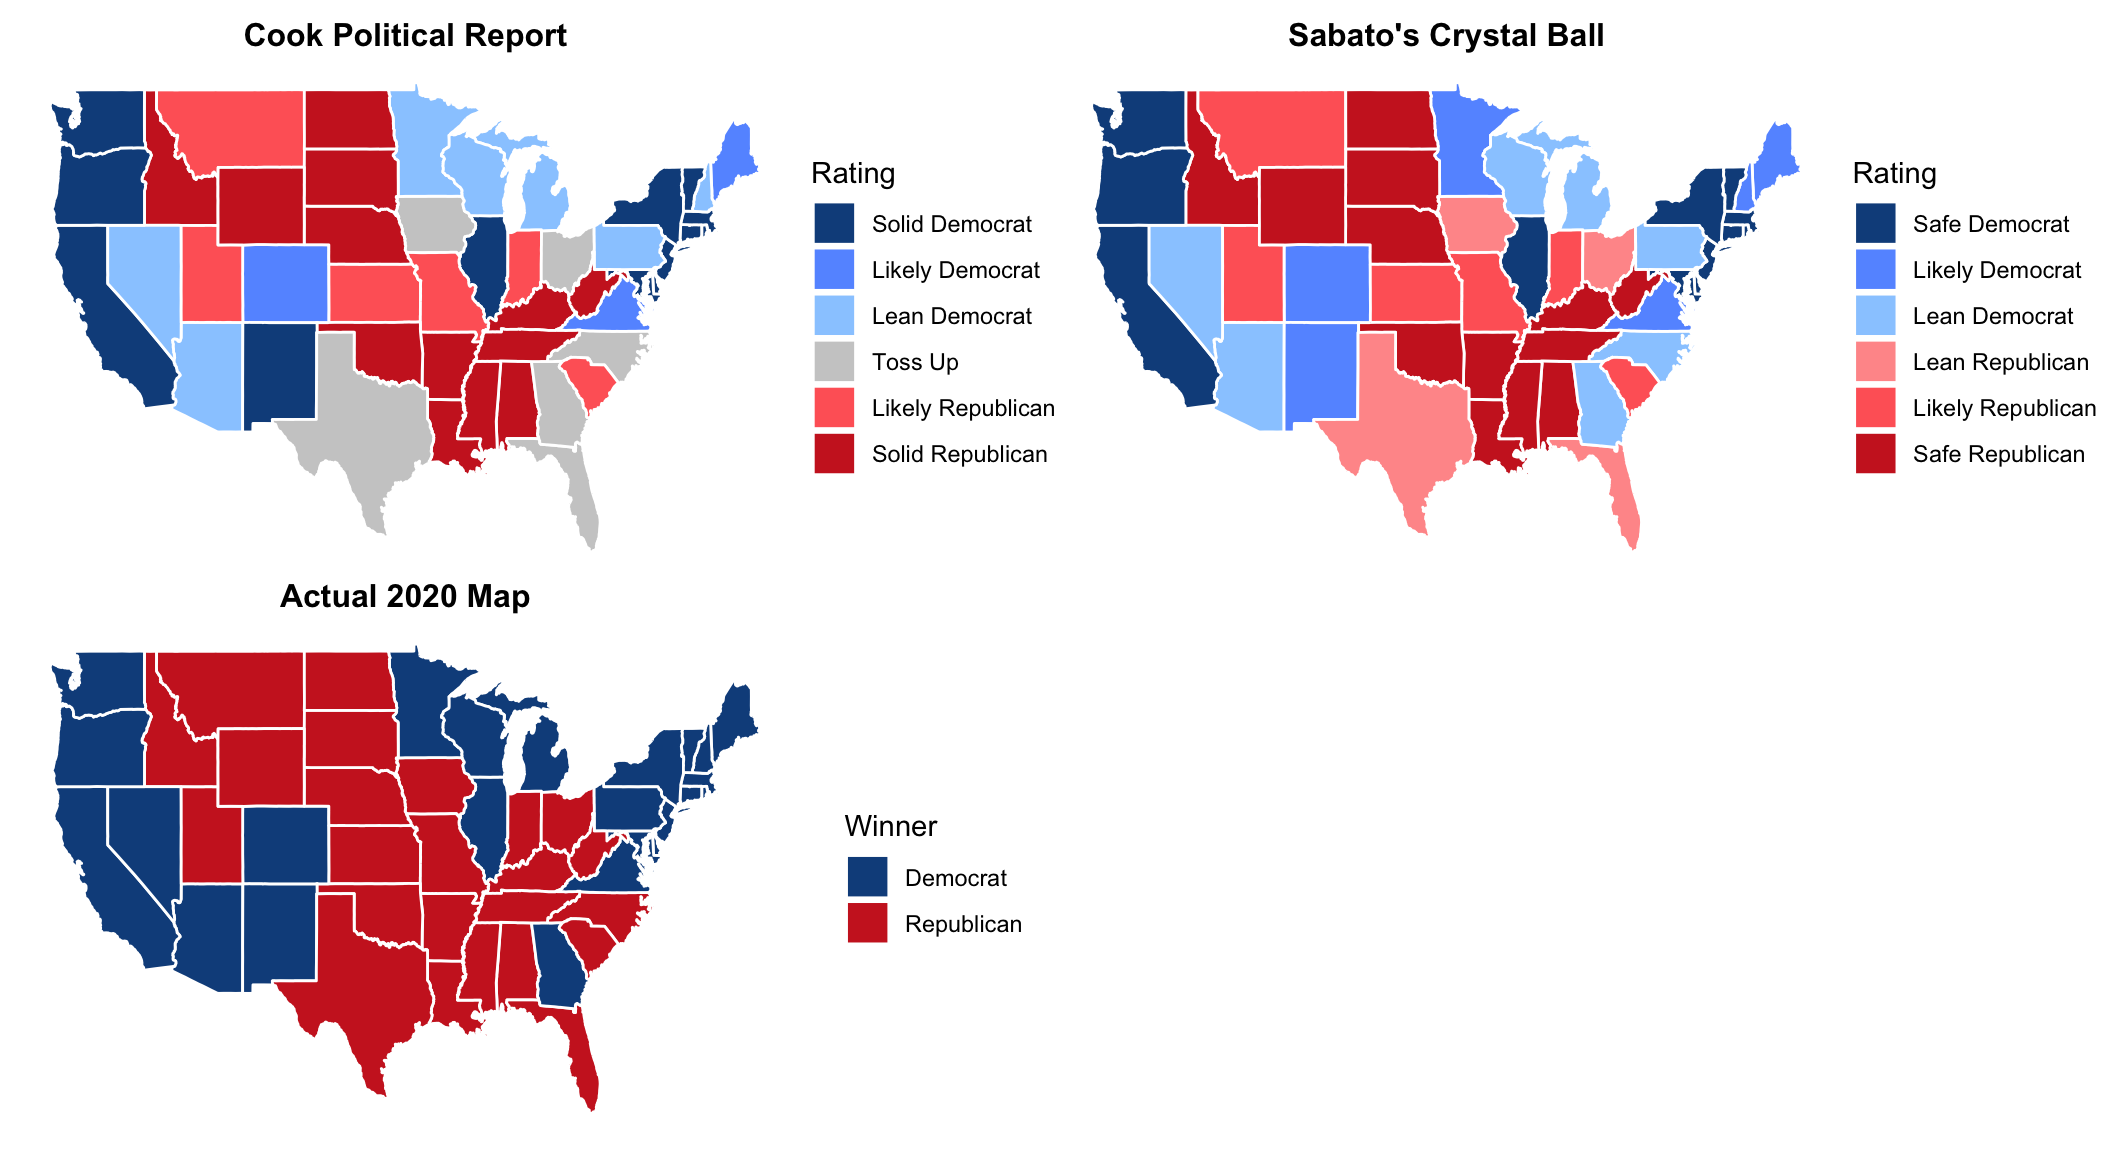 Cook Political Report
Rating
Solid Democrat
Likely Democrat
Lean Democrat
Toss Up
Likely Republican
Solid Republican
Sabato's Crystal Ball
Rating
Safe Democrat
Likely Democrat
Lean Democrat
Lean Republican
Likely Republican
Safe Republican
Actual 2020 Map
Winner
Democrat
Republican